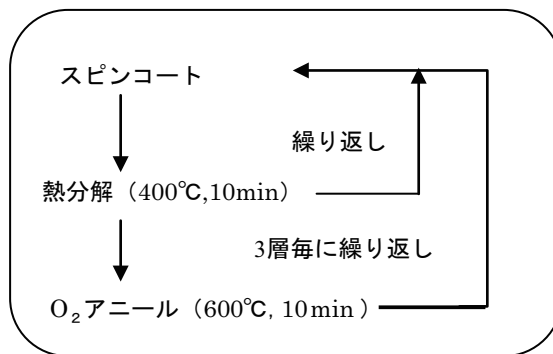 スピンコート
繰り返し
熱分解（400℃,10min）
3層毎に繰り返し
O₂アニール（600℃, 10min）